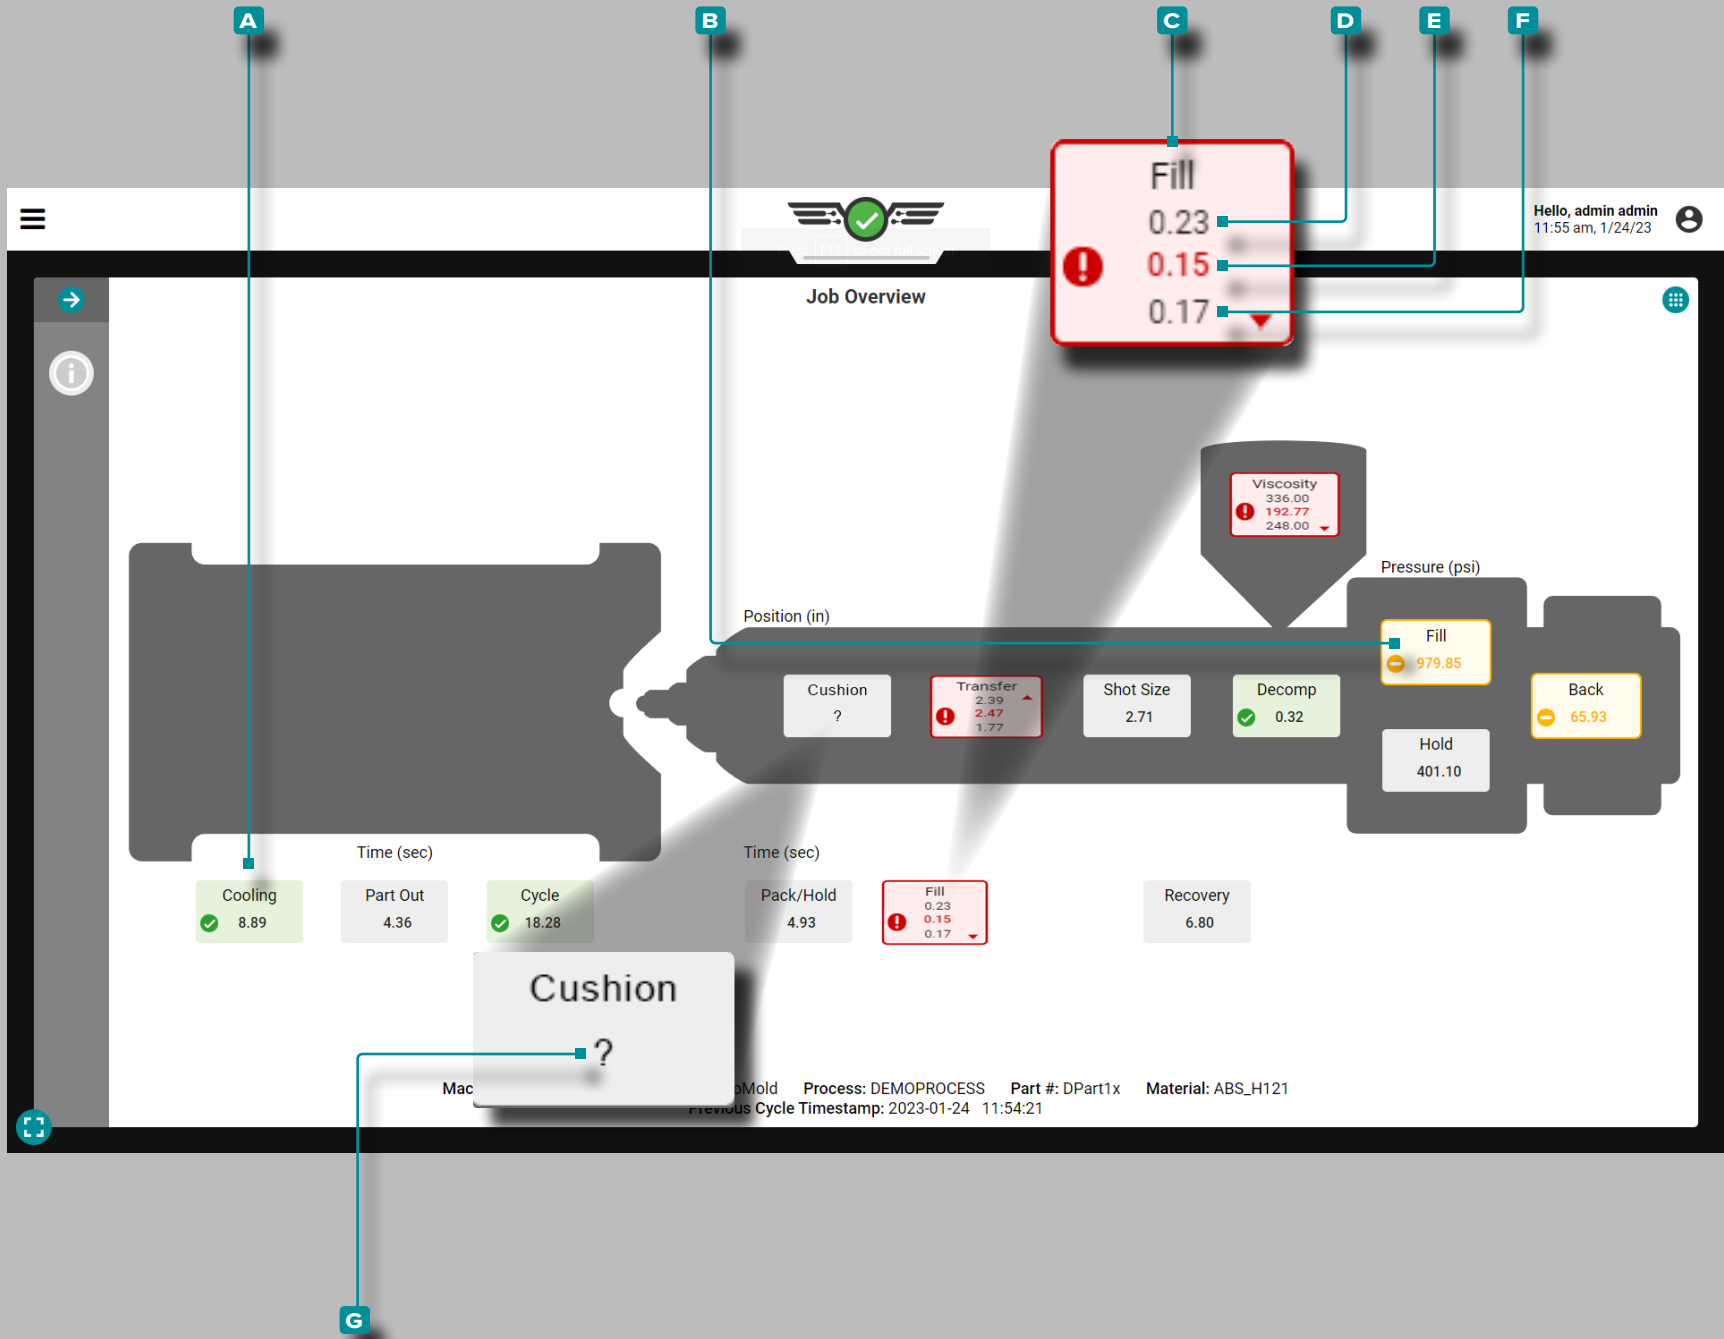 A
B
C
D
E
F
Fill
0.23
0.15
0.17
Hello, admin admin
11:55 am, 1/24/23
Job Overview
Viscosity
336.00
192.77
248.00
Pressure (psi)
Position (in)
Fill
979.85
Cushion
?
Transfer
2.39
2.47
1.77
Shot Size
2.71
Decomp
0.32
Back
65.93
Hold
401.10
Time (sec)
Time (sec)
Cooling
8.89
Part Out
4.36
Cycle
18.28
Pack/Hold
4.93
Fill
0.23
0.15
0.17
Recovery
6.80
Cushion
?
Mac oMold Process: DEMOPROCESS Part #: DPart1x Material: ABS_H121
Previous Cycle Timestamp: 2023-01-24 11:54:21
G